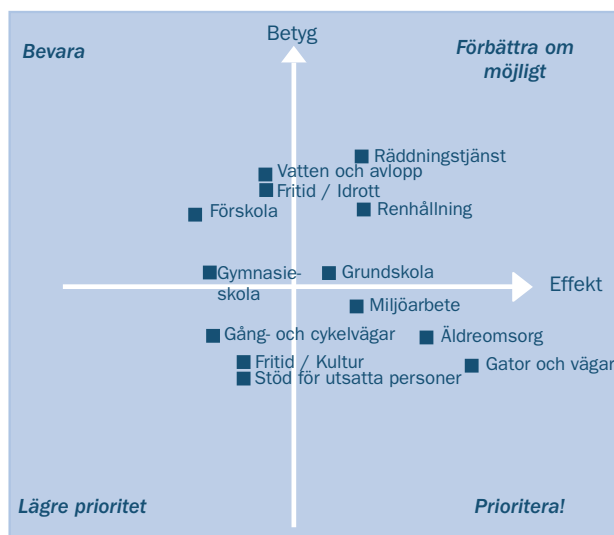 Betyg
Bevara
Förbättra om
möjligt
Räddningstjänst
Vatten och avlopp
Fritid / Idrott
Förskola
Renhållning
Gymnasie-
skola
Grundskola
Effekt
Miljöarbete
Gång- och cykelvägar
Äldreomsorg
Fritid / Kultur
Gator och vägar
Stöd för utsatta personer
Lägre prioritet
Prioritera!